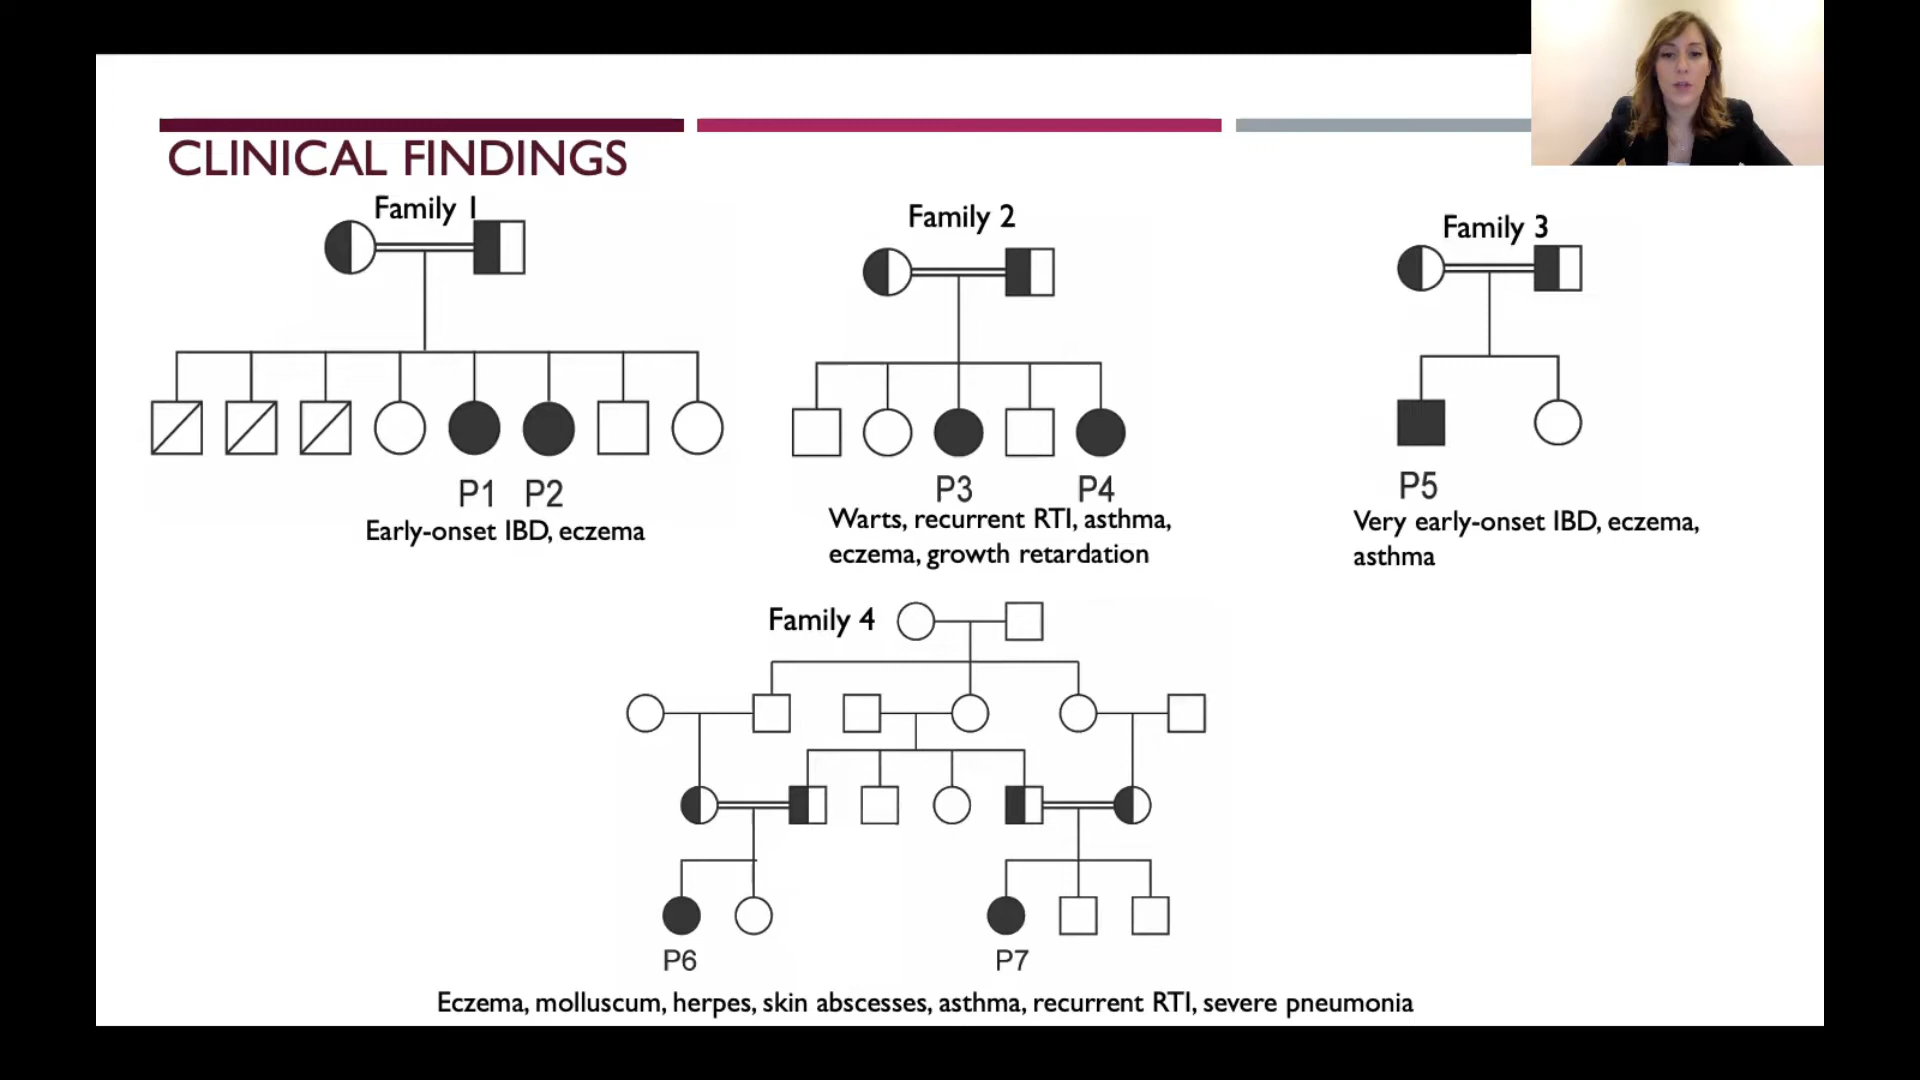 CLINICAL FINDINGS
Family 1
P1 P2
Early-onset IBD, eczema
Family 2
P3 P4
Warts, recurrent RTI, asthma,
eczema, growth retardation
Family 3
P5
Very early-onset IBD, eczema,
asthma
Family 4
P6 P7
Eczema, molluscum, herpes, skin abscesses, asthma, recurrent RTI, severe pneumonia